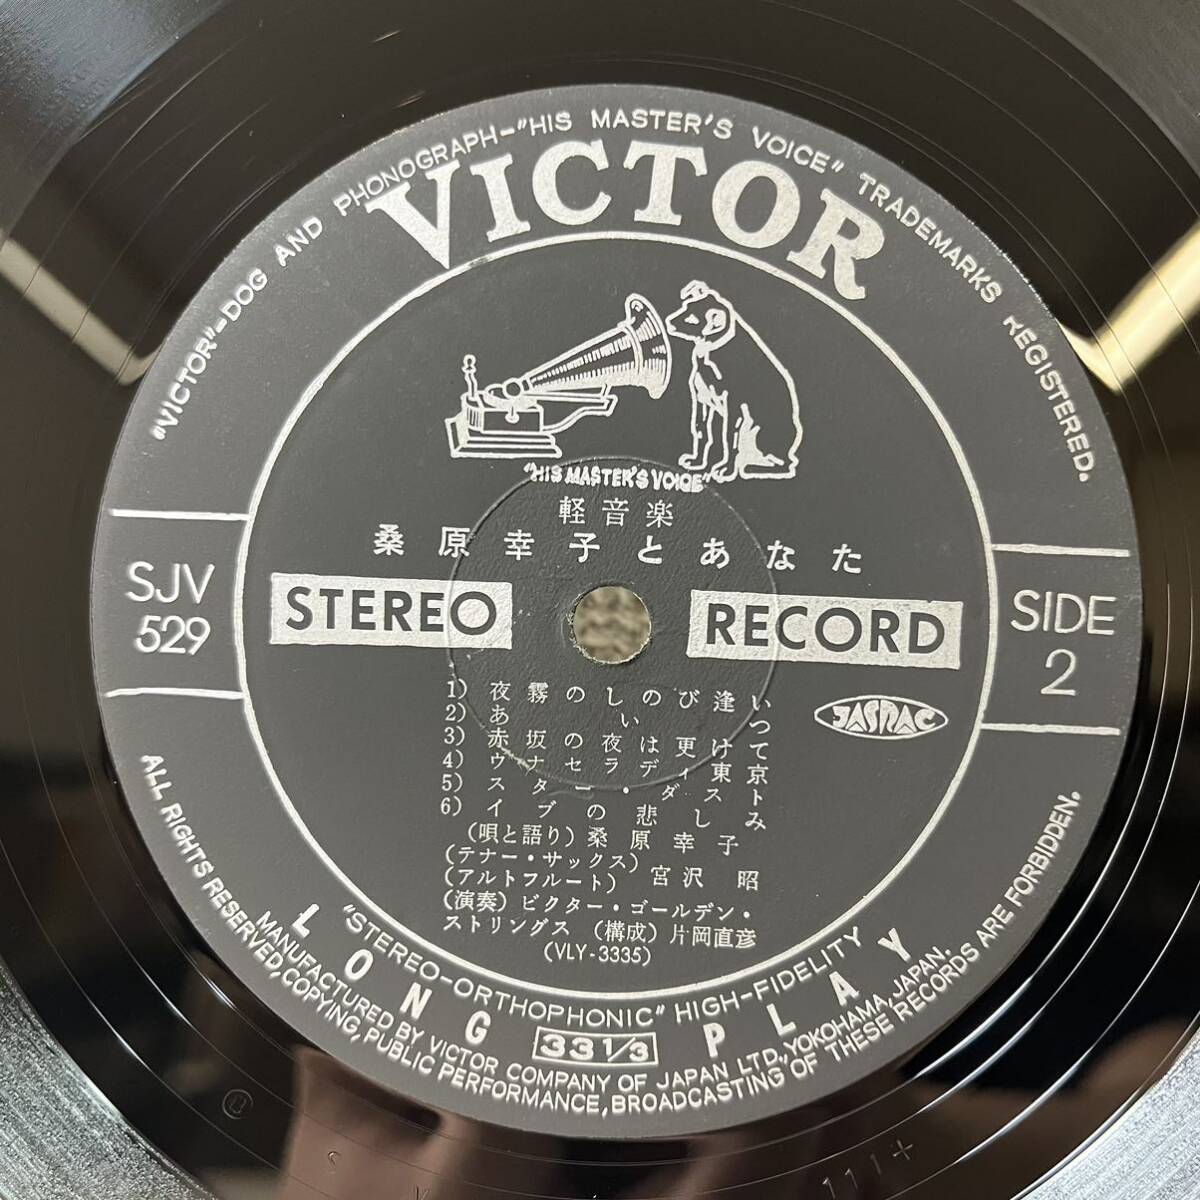 "VICTOR"-DOG AND PHONOGRAPH-"HIS MASTER'S VOICE" TRADEMARKS REGISTERED.
VICTOR
"HIS MASTER'S VOICE"
軽音楽
桑原幸子とあなた
SJV
529
STEREO
RECORD
SIDE
2
1) 夜霧のしのび逢い
2) あいつ
3) 赤坂の夜は更けて
4) ウナセラディ東京
5) スター・ダスト
6) イブの悲しみ
JASRAC
(唄と語り) 桑原幸子
(テナー・サックス)
(アルトフルート) 宮沢 昭
(演奏) ビクター・ゴールデン・
ストリングス (構成) 片岡直彦
(VLY-3335)
"STEREO-ORTHOPHONIC" HIGH-FIDELITY
LONG 33 1/3 PLAY
MANUFACTURED BY VICTOR COMPANY OF JAPAN LTD., YOKOHAMA, JAPAN.
ALL RIGHTS RESERVED, COPYING, PUBLIC PERFORMANCE, BROADCASTING OF THESE RECORDS ARE FORBIDDEN.
111+